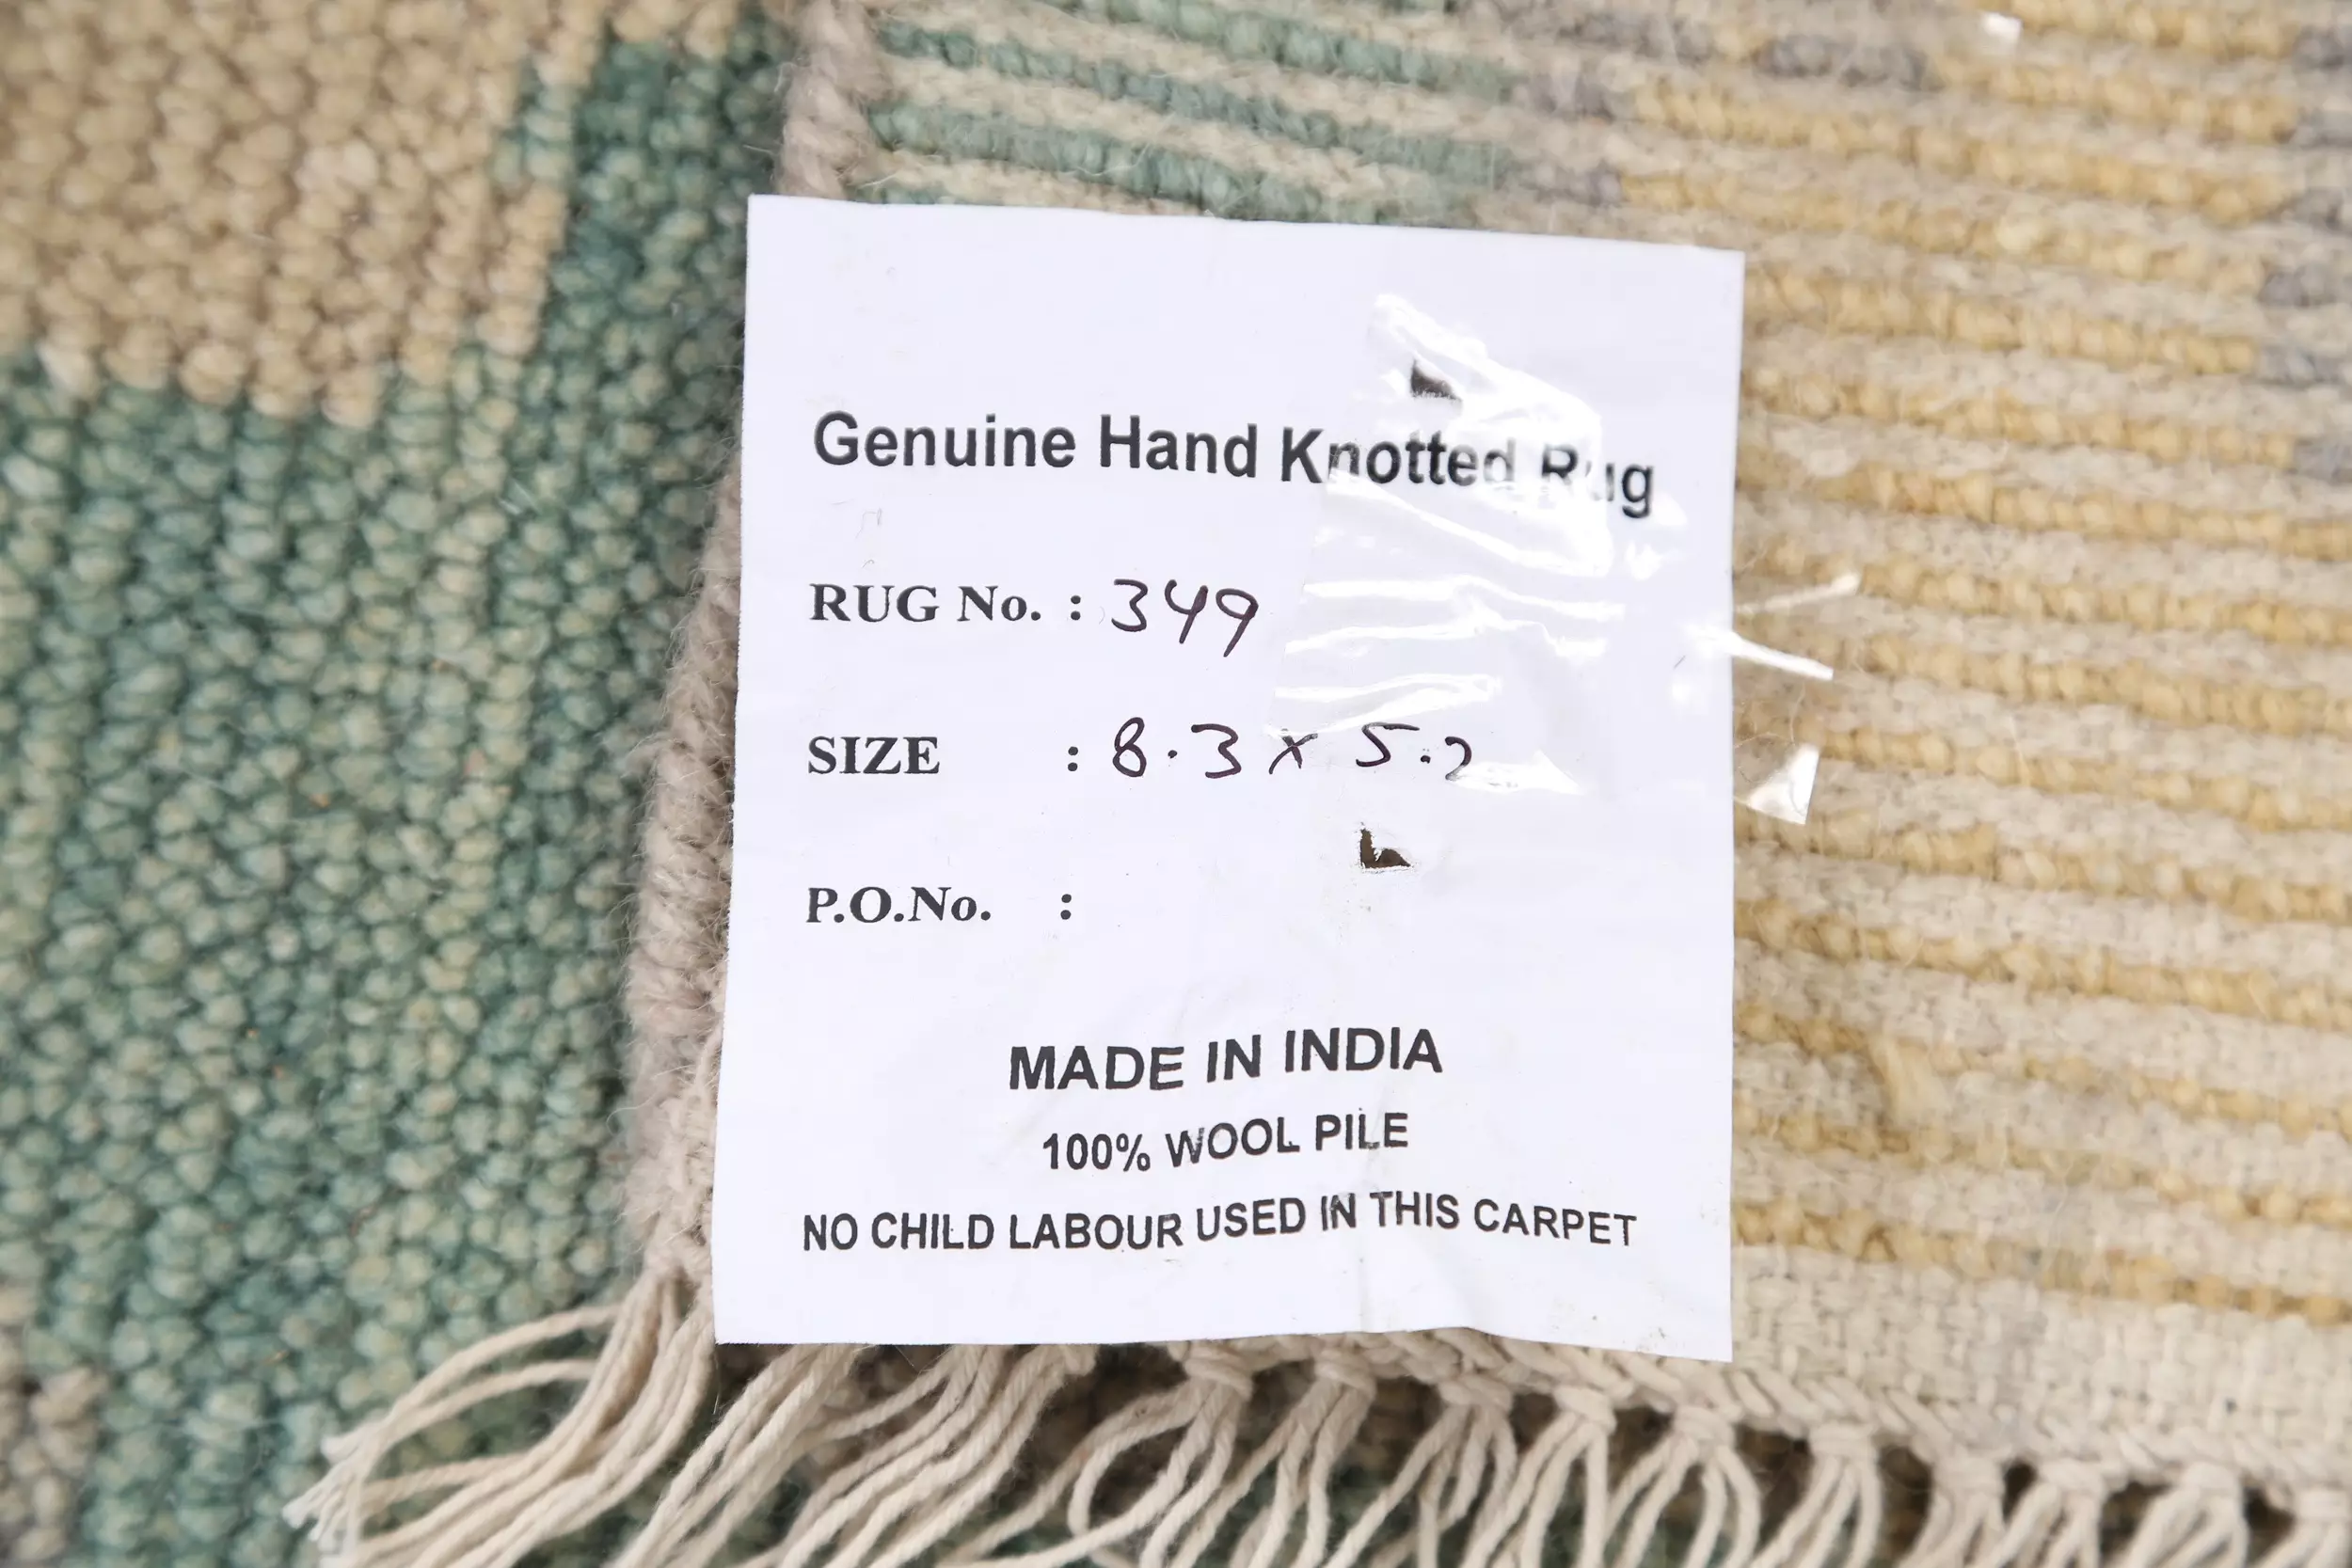 Genuine Hand Knotted Rug
RUG No. : 349
SIZE : 8.3 x 5.2
P.O.No. :
MADE IN INDIA
100% WOOL PILE
NO CHILD LABOUR USED IN THIS CARPET